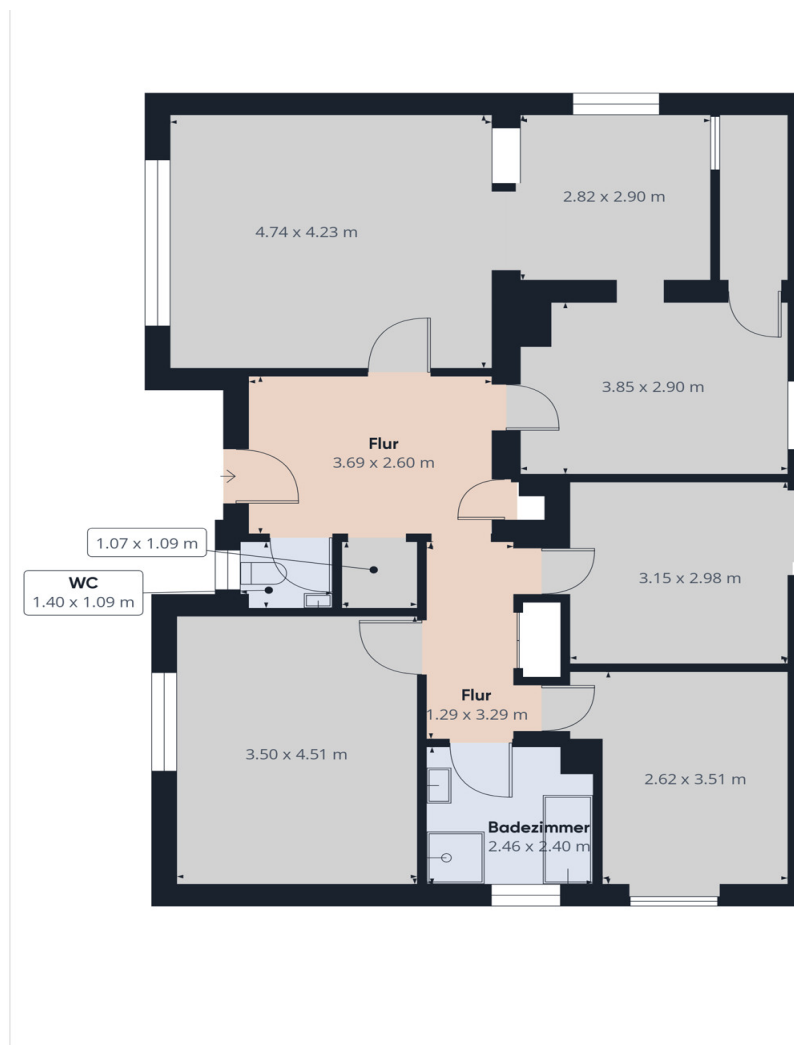 4.74 x 4.23 m
2.82 x 2.90 m
3.85 x 2.90 m
Flur
3.69 x 2.60 m
1.07 x 1.09 m
WC
1.40 x 1.09 m
3.15 x 2.98 m
Flur
1.29 x 3.29 m
3.50 x 4.51 m
2.62 x 3.51 m
Badezimmer
2.46 x 2.40 m